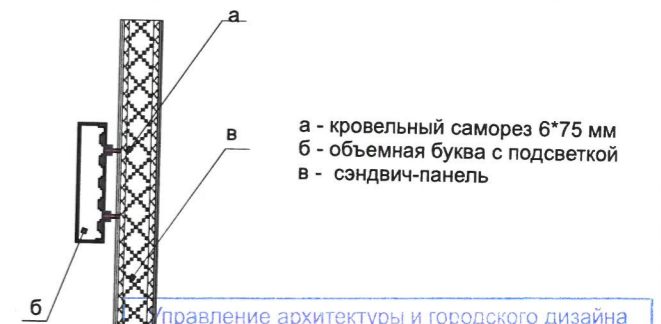 а
в
а - кровельный саморез 6*75 мм
б - объемная буква с подсветкой
в - сэндвич-панель
б
Управление архитектуры и городского дизайна